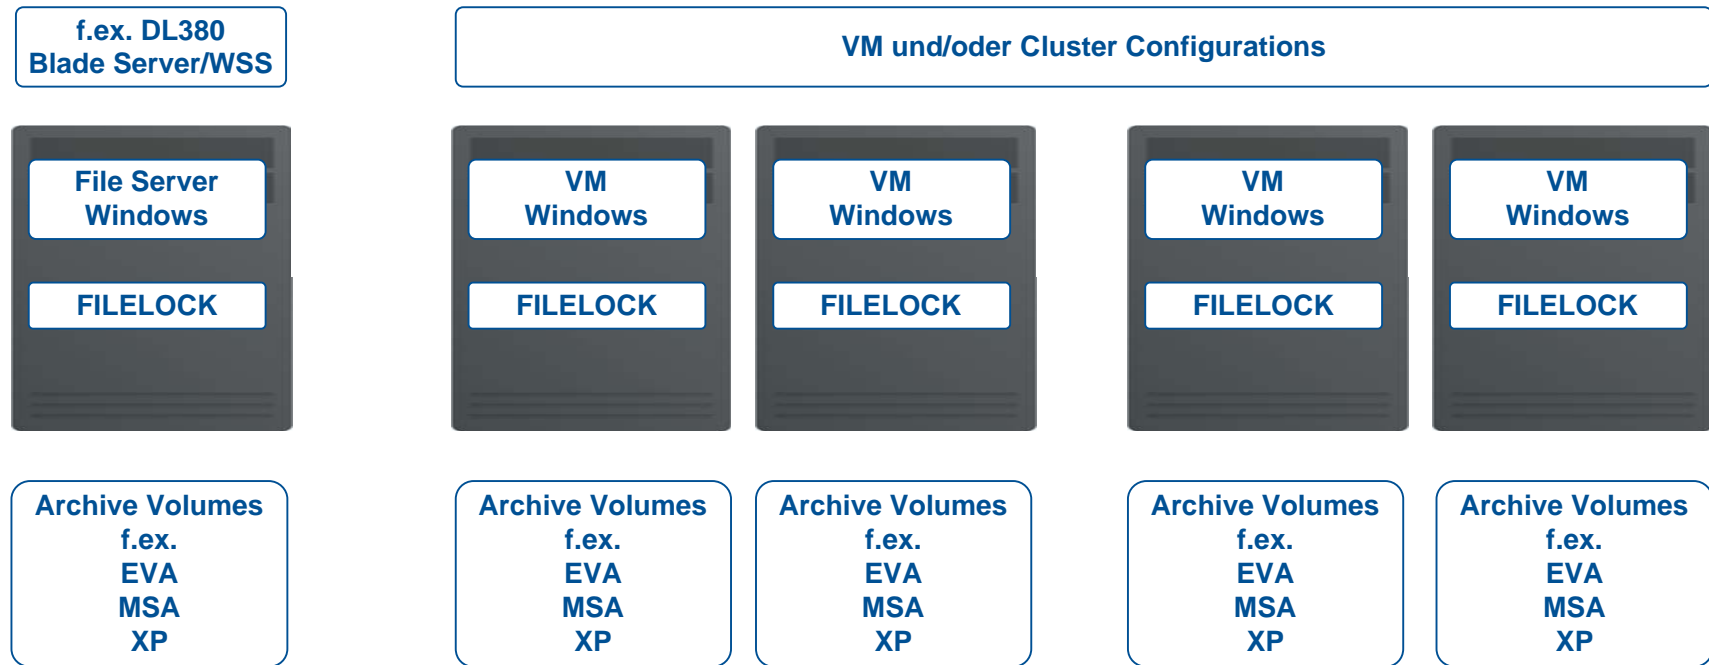 f.ex. DL380
Blade Server/WSS
VM und/oder Cluster Configurations
File Server
Windows
VM
Windows
VM
Windows
VM
Windows
VM
Windows
FILELOCK
FILELOCK
FILELOCK
FILELOCK
FILELOCK
Archive Volumes
f.ex.
EVA
MSA
XP
Archive Volumes
f.ex.
EVA
MSA
XP
Archive Volumes
f.ex.
EVA
MSA
XP
Archive Volumes
f.ex.
EVA
MSA
XP
Archive Volumes
f.ex.
EVA
MSA
XP